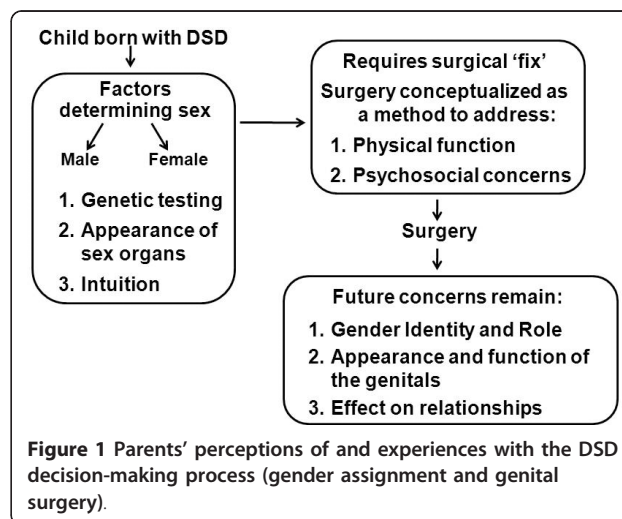 Child born with DSD
Factors
determining sex
Male Female
1. Genetic testing
2. Appearance of
sex organs
3. Intuition
Requires surgical ‘fix’
Surgery conceptualized as
a method to address:
1. Physical function
2. Psychosocial concerns
Surgery
Future concerns remain:
1. Gender Identity and Role
2. Appearance and function of
the genitals
3. Effect on relationships
Figure 1 Parents’ perceptions of and experiences with the DSD
decision-making process (gender assignment and genital
surgery).